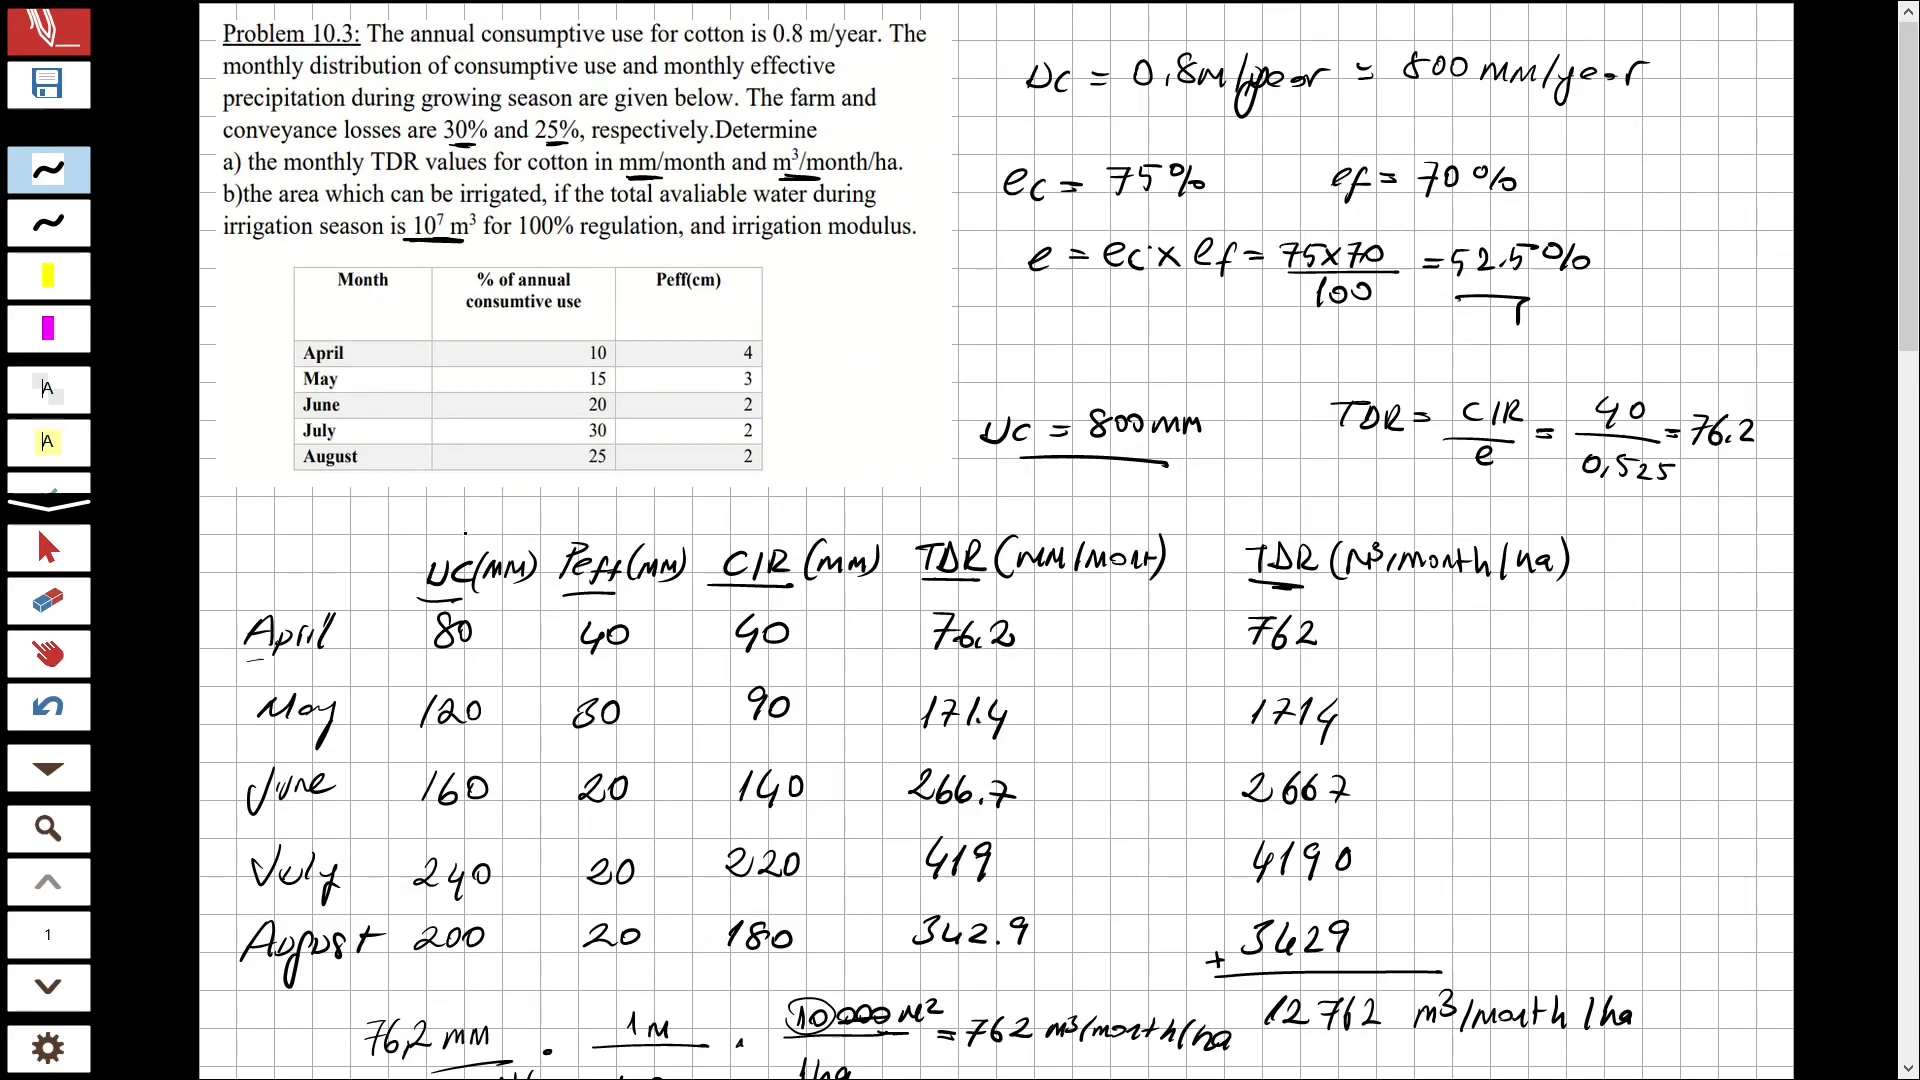 Problem 10.3: The annual consumptive use for cotton is 0.8 m/year. The
monthly distribution of consumptive use and monthly effective
precipitation during growing season are given below. The farm and
conveyance losses are 30% and 25%, respectively.Determine
a) the monthly TDR values for cotton in mm/month and m³/month/ha.
b)the area which can be irrigated, if the total avaliable water during
irrigation season is 10⁷ m³ for 100% regulation, and irrigation modulus.
Month % of annual consumtive use Peff(cm)
April 10 4
May 15 3
June 20 2
July 30 2
August 25 2
UC = 0,8m/year = 800 mm/year
ec = 75% ef = 70%
e = ec x ef = 75x70 / 100 = 52.5%
UC = 800mm
TDR = CIR / e = 40 / 0,525 = 76.2
UC(mm) Peff(mm) CIR (mm) TDR (mm/mont) TDR (m³/month/ha)
April 80 40 40 76.2 762
May 120 30 90 171.4 1714
June 160 20 140 266.7 2667
July 240 20 220 419 4190
August 200 20 180 342.9 + 3429
12762 m³/month/ha
76,2 mm . 1m . 10000 m² / 1ha = 762 m³/month/ha
A
A
1